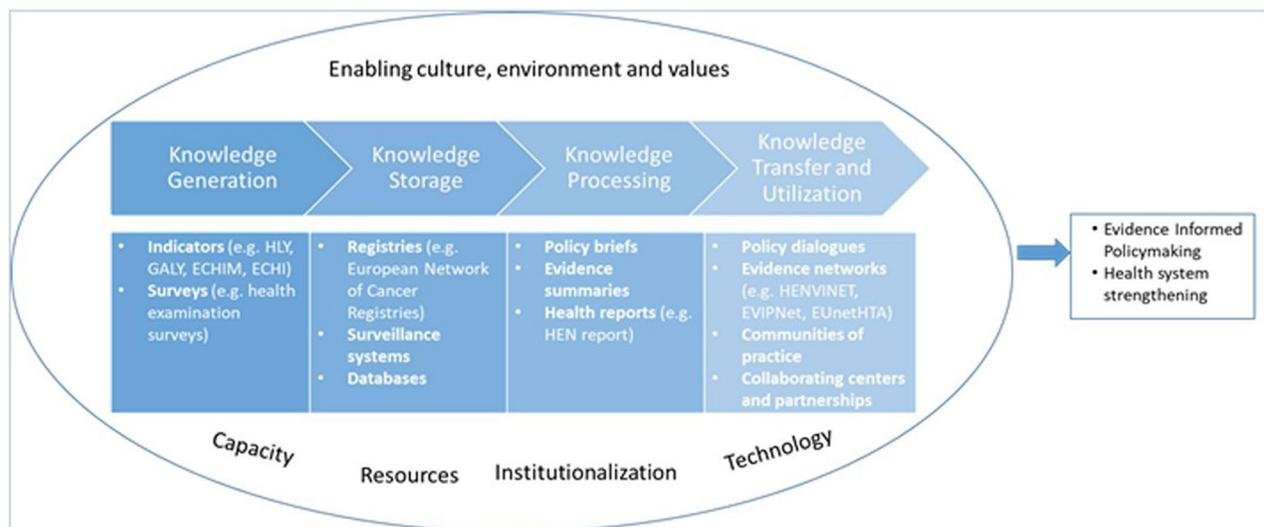 Enabling culture, environment and values
Knowledge
Generation
Knowledge
Storage
Knowledge
Processing
Knowledge
Transfer and
Utilization
• Indicators (e.g. HLY,
GALY, ECHIM, ECHI)
• Surveys (e.g. health
examination
surveys)
• Registries (e.g.
European Network
of Cancer
Registries)
• Surveillance
systems
• Databases
• Policy briefs
• Evidence
summaries
• Health reports (e.g.
HEN report)
• Policy dialogues
• Evidence networks
(e.g. HENVINET,
EVIPNet, EUnetHTA)
• Communities of
practice
• Collaborating centers
and partnerships
• Evidence Informed
Policymaking
• Health system
strengthening
Capacity
Resources
Institutionalization
Technology